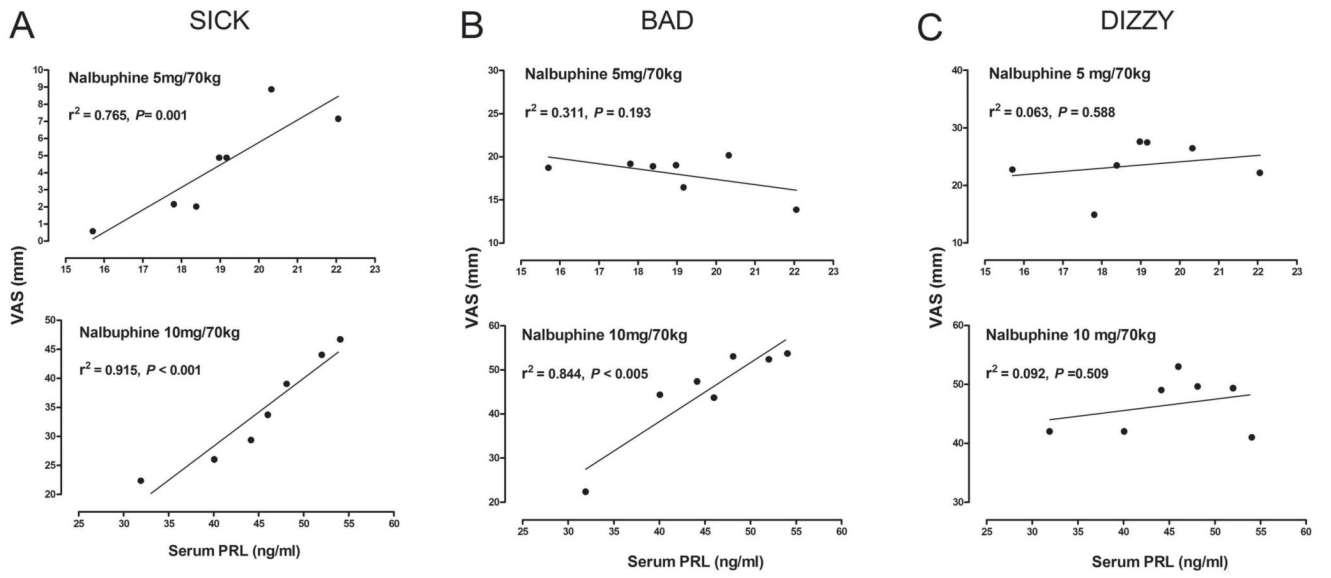 A
SICK
Nalbuphine 5mg/70kg
r² = 0.765, P= 0.001
10
9
8
7
6
5
4
3
2
1
0
15 16 17 18 19 20 21 22 23
Nalbuphine 10mg/70kg
r² = 0.915, P < 0.001
50
45
40
35
30
25
20
25 30 35 40 45 50 55 60
VAS (mm)
Serum PRL (ng/ml)
B
BAD
Nalbuphine 5mg/70kg
r² = 0.311, P = 0.193
30
20
10
15 16 17 18 19 20 21 22 23
Nalbuphine 10mg/70kg
r² = 0.844, P < 0.005
60
50
40
30
20
25 30 35 40 45 50 55 60
VAS (mm)
Serum PRL (ng/ml)
C
DIZZY
Nalbuphine 5 mg/70kg
r² = 0.063, P = 0.588
40
30
20
10
15 16 17 18 19 20 21 22 23
Nalbuphine 10 mg/70kg
r² = 0.092, P =0.509
60
50
40
30
25 30 35 40 45 50 55 60
VAS (mm)
Serum PRL (ng/ml)